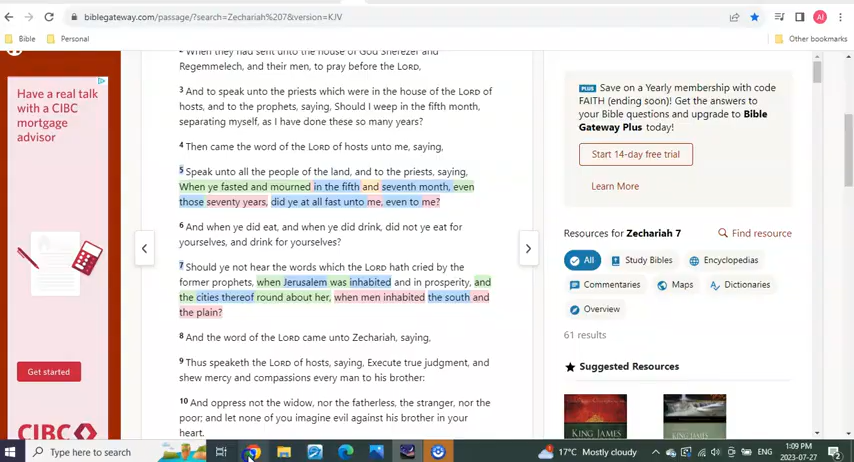 biblegateway.com/passage/?search=Zechariah%207&version=KJV
Bible
Personal
Other bookmarks
Have a real talk
with a CIBC
mortgage
advisor
Get started
CIBC
2 When they had sent unto the house of God Sherezer and
Regemmelech, and their men, to pray before the LORD,
3 And to speak unto the priests which were in the house of the LORD of
hosts, and to the prophets, saying, Should I weep in the fifth month,
separating myself, as I have done these so many years?
4 Then came the word of the LORD of hosts unto me, saying,
5 Speak unto all the people of the land, and to the priests, saying,
When ye fasted and mourned in the fifth and seventh month, even
those seventy years, did ye at all fast unto me, even to me?
6 And when ye did eat, and when ye did drink, did not ye eat for
yourselves, and drink for yourselves?
7 Should ye not hear the words which the LORD hath cried by the
former prophets, when Jerusalem was inhabited and in prosperity, and
the cities thereof round about her, when men inhabited the south and
the plain?
8 And the word of the LORD came unto Zechariah, saying,
9 Thus speaketh the LORD of hosts, saying, Execute true judgment, and
shew mercy and compassions every man to his brother:
10 And oppress not the widow, nor the fatherless, the stranger, nor the
poor; and let none of you imagine evil against his brother in your
heart.
PLUS Save on a Yearly membership with code
FAITH (ending soon)! Get the answers to
your Bible questions and upgrade to Bible
Gateway Plus today!
Start 14-day free trial
Learn More
Resources for Zechariah 7
Find resource
All
Study Bibles
Encyclopedias
Commentaries
Maps
Dictionaries
Overview
61 results
Suggested Resources
KING JAMES
Type here to search
17°C Mostly cloudy
ENG
1:09 PM
2023-07-27
2